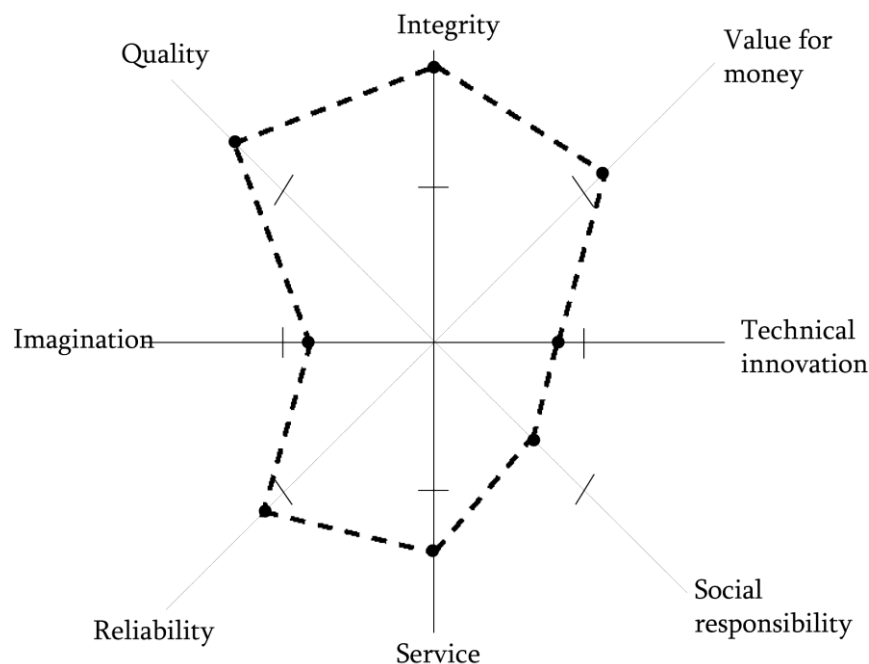 Integrity
Quality
Value for
money
Imagination
Technical
innovation
Social
responsibility
Reliability
Service